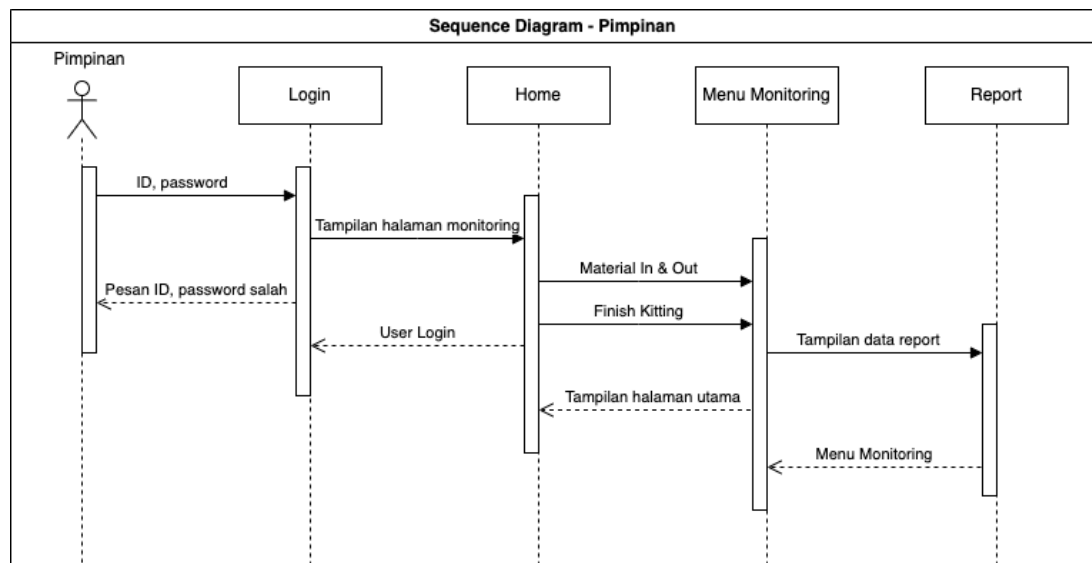 Sequence Diagram - Pimpinan
Pimpinan
Login
Home
Menu Monitoring
Report
ID, password
Tampilan halaman monitoring
Material In & Out
Pesan ID, password salah
Finish Kitting
User Login
Tampilan data report
Tampilan halaman utama
Menu Monitoring